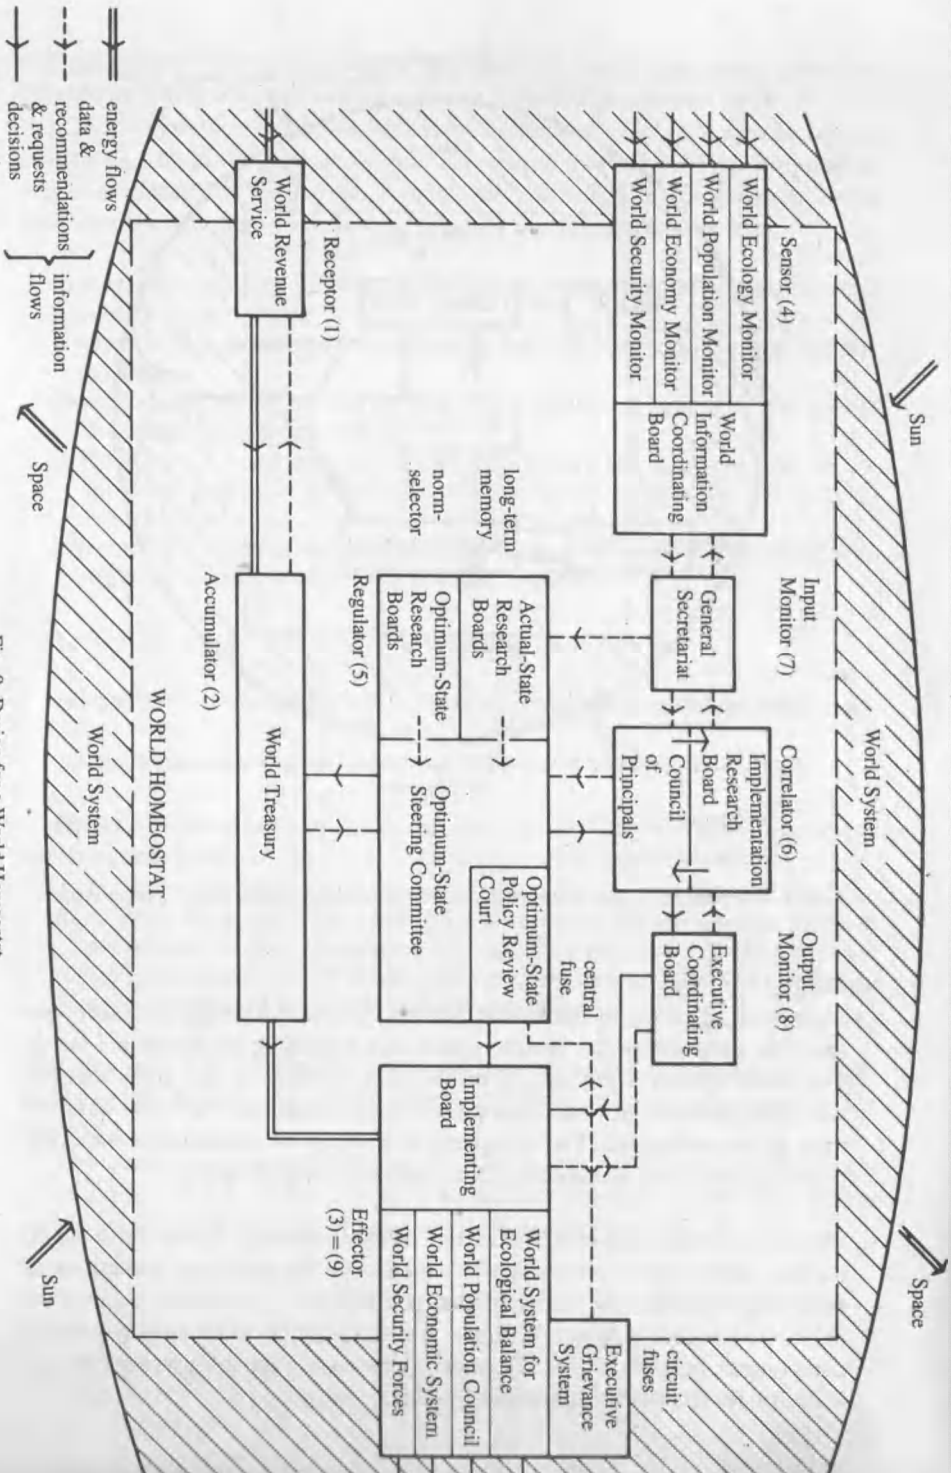 Sun
World System
Space
Sensor (4)
World Ecology Monitor
World Population Monitor
World Economy Monitor
World Security Monitor
World
Information
Coordinating
Board
Input
Monitor (7)
General
Secretariat
Correlator (6)
Implementation
Research
Board
Council
of
Principals
Output
Monitor (8)
Executive
Coordinating
Board
circuit
fuses
Executive
Grievance
System
central
fuse
long-term
memory
norm-
selector
Actual-State
Research
Boards
Optimum-State
Research
Boards
Regulator (5)
Optimum-State
Steering Committee
Optimum-State
Policy Review
Court
Implementing
Board
World System for
Ecological Balance
World Population Council
World Economic System
World Security Forces
Effector
(3)=(9)
Receptor (1)
World Revenue
Service
World Treasury
Accumulator (2)
WORLD HOMEOSTAT
World System
Space
Sun
energy flows
data &
recommendations
& requests
decisions
information
flows